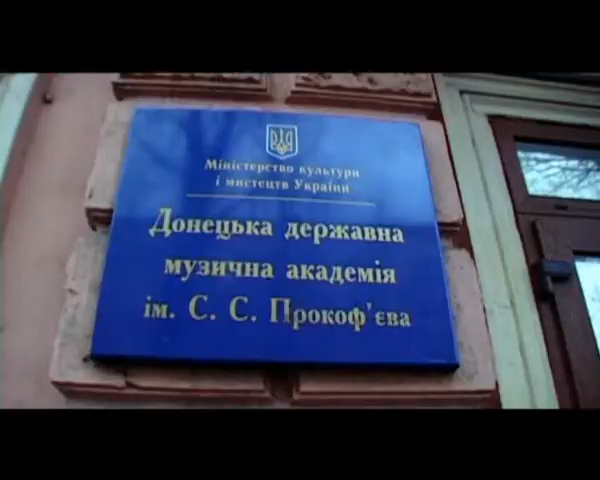 Міністерство культури
і мистецтв України
Донецька державна
музична академія
ім. С. С. Прокоф'єва